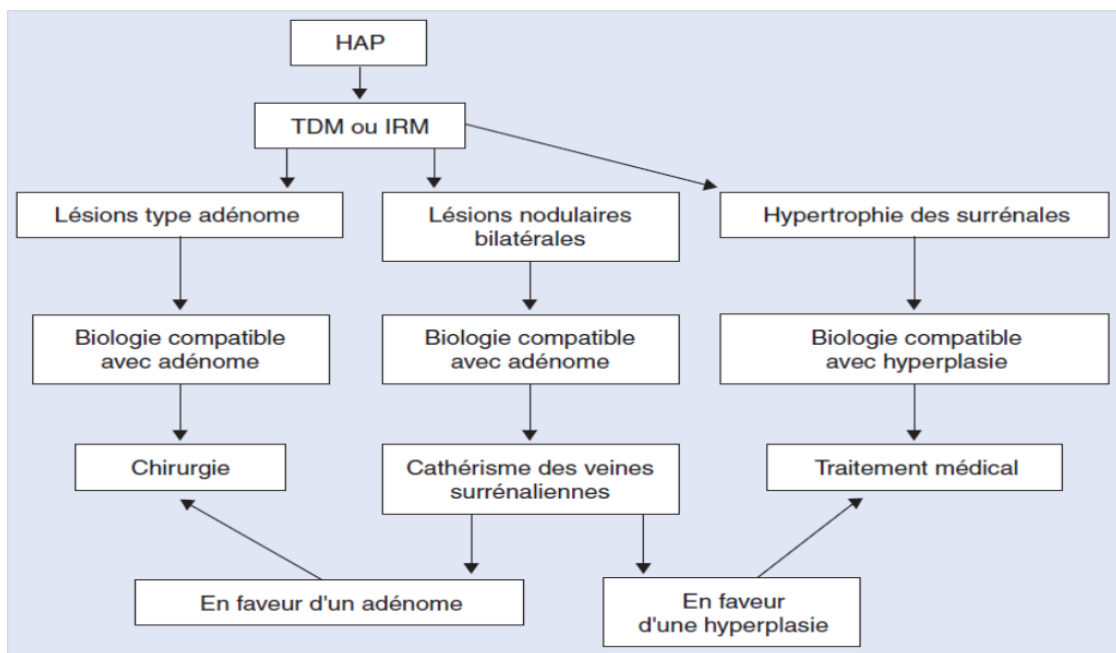 HAP
TDM ou IRM
Lésions type adénome
Lésions nodulaires
bilatérales
Hypertrophie des surrénales
Biologie compatible
avec adénome
Biologie compatible
avec adénome
Biologie compatible
avec hyperplasie
Chirurgie
Cathérisme des veines
surrénaliennes
Traitement médical
En faveur d'un adénome
En faveur
d'une hyperplasie